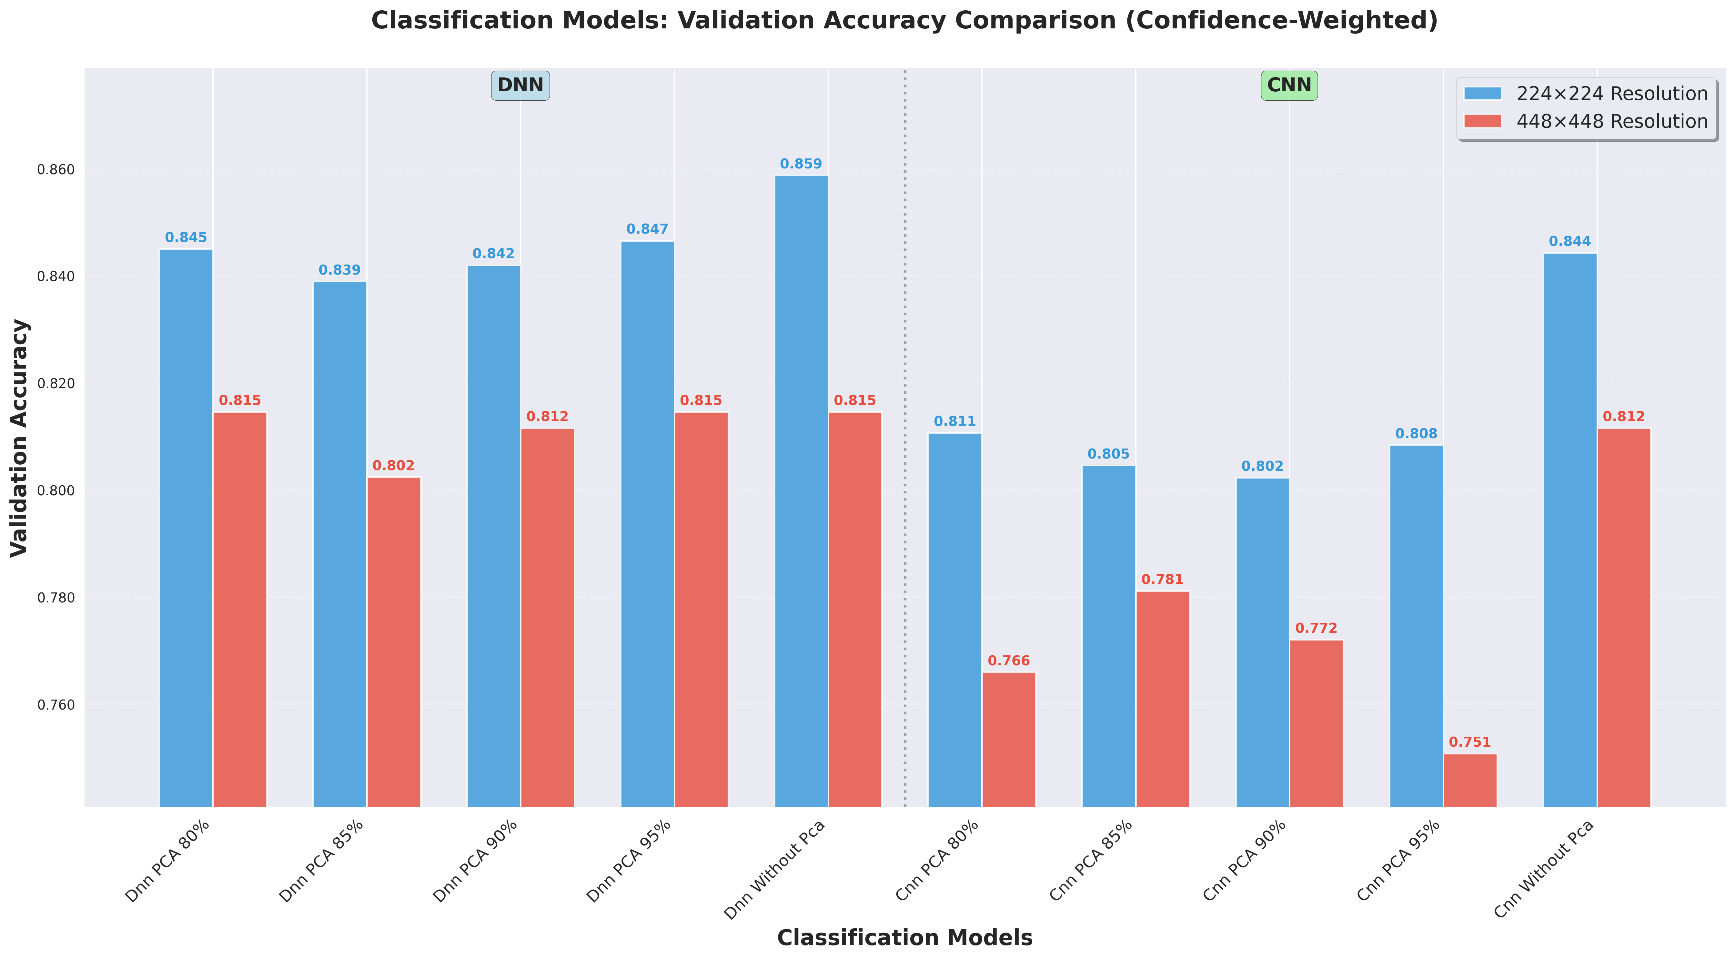 Classification Models: Validation Accuracy Comparison (Confidence-Weighted)
DNN
CNN
224×224 Resolution
448×448 Resolution
Validation Accuracy
0.860
0.840
0.820
0.800
0.780
0.760
0.845
0.815
0.839
0.802
0.842
0.812
0.847
0.815
0.859
0.815
0.811
0.766
0.805
0.781
0.802
0.772
0.808
0.751
0.844
0.812
Dnn PCA 80%
Dnn PCA 85%
Dnn PCA 90%
Dnn PCA 95%
Dnn Without Pca
Cnn PCA 80%
Cnn PCA 85%
Cnn PCA 90%
Cnn PCA 95%
Cnn Without Pca
Classification Models